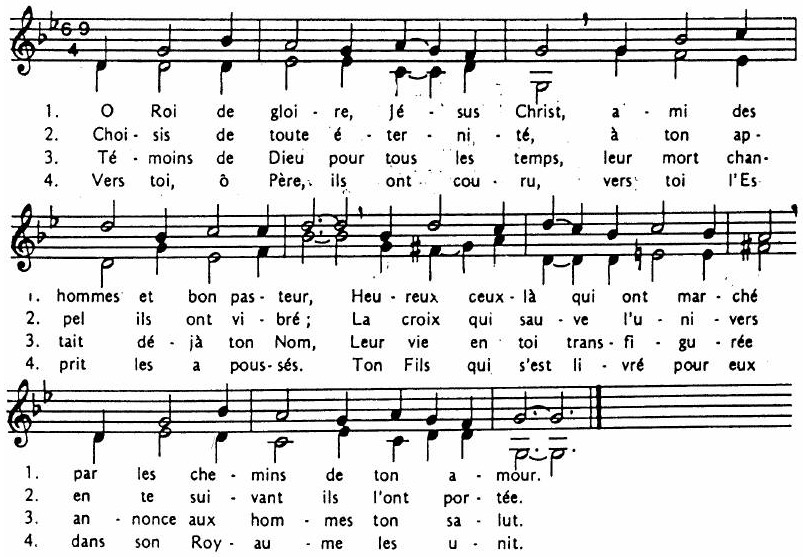 6 9
4
1. O Roi de gloi - re, Jé - sus Christ, a - mi des
2. Choi - sis de toute é - ter - ni - té, à ton ap -
3. Té - moins de Dieu pour tous les temps, leur mort chan-
4. Vers toi, ô Père, ils ont cou - ru, vers toi l'Es
1. hommes et bon pas - teur, Heu - reux ceux - là qui ont mar - ché
2. pel ils ont vi - bré ; La croix qui sau - ve l'u - ni - vers
3. tait dé - jà ton Nom, Leur vie en toi trans - fi - gu - rée
4. prit les a pous - sés. Ton Fils qui s'est li - vré pour eux
1. par les che - mins de ton a - mour.
2. en te sui - vant ils l'ont por - tée.
3. an - nonce aux hom - mes ton sa - lut.
4. dans son Roy - au - me les u - nit.